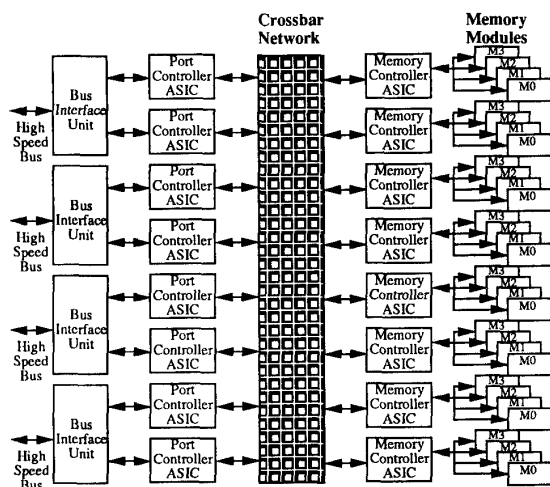 Crossbar
Network
Memory
Modules
Bus
Interface
Unit
High
Speed
Bus
Port
Controller
ASIC
Port
Controller
ASIC
Memory
Controller
ASIC
M3
M2
M1
M0
Memory
Controller
ASIC
M3
M2
M1
M0
Bus
Interface
Unit
High
Speed
Bus
Port
Controller
ASIC
Port
Controller
ASIC
Memory
Controller
ASIC
M3
M2
M1
M0
Memory
Controller
ASIC
M3
M2
M1
M0
Bus
Interface
Unit
High
Speed
Bus
Port
Controller
ASIC
Port
Controller
ASIC
Memory
Controller
ASIC
M3
M2
M1
M0
Memory
Controller
ASIC
M3
M2
M1
M0
Bus
Interface
Unit
High
Speed
Bus
Port
Controller
ASIC
Port
Controller
ASIC
Memory
Controller
ASIC
M3
M2
M1
M0
Memory
Controller
ASIC
M3
M2
M1
M0